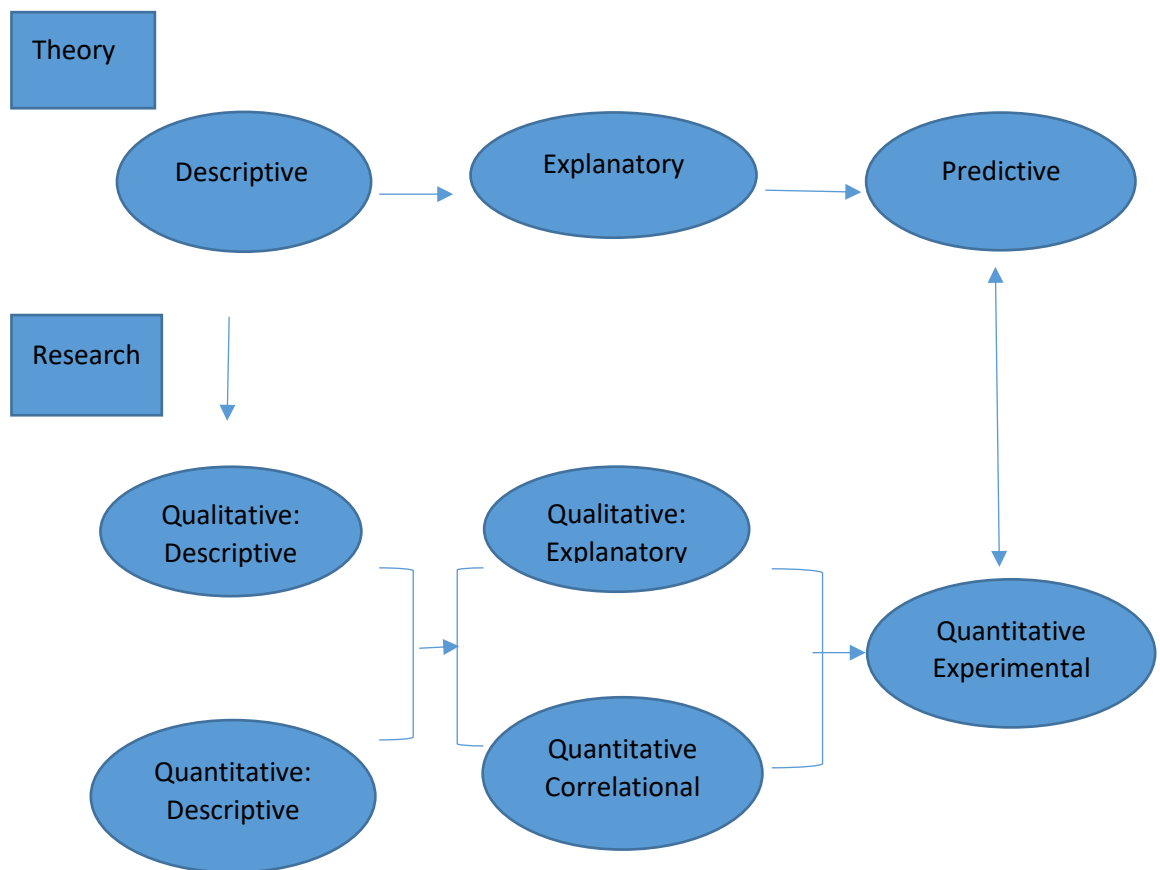 Theory
Descriptive
Explanatory
Predictive
Research
Qualitative:
Descriptive
Qualitative:
Explanatory
Quantitative
Experimental
Quantitative:
Descriptive
Quantitative
Correlational